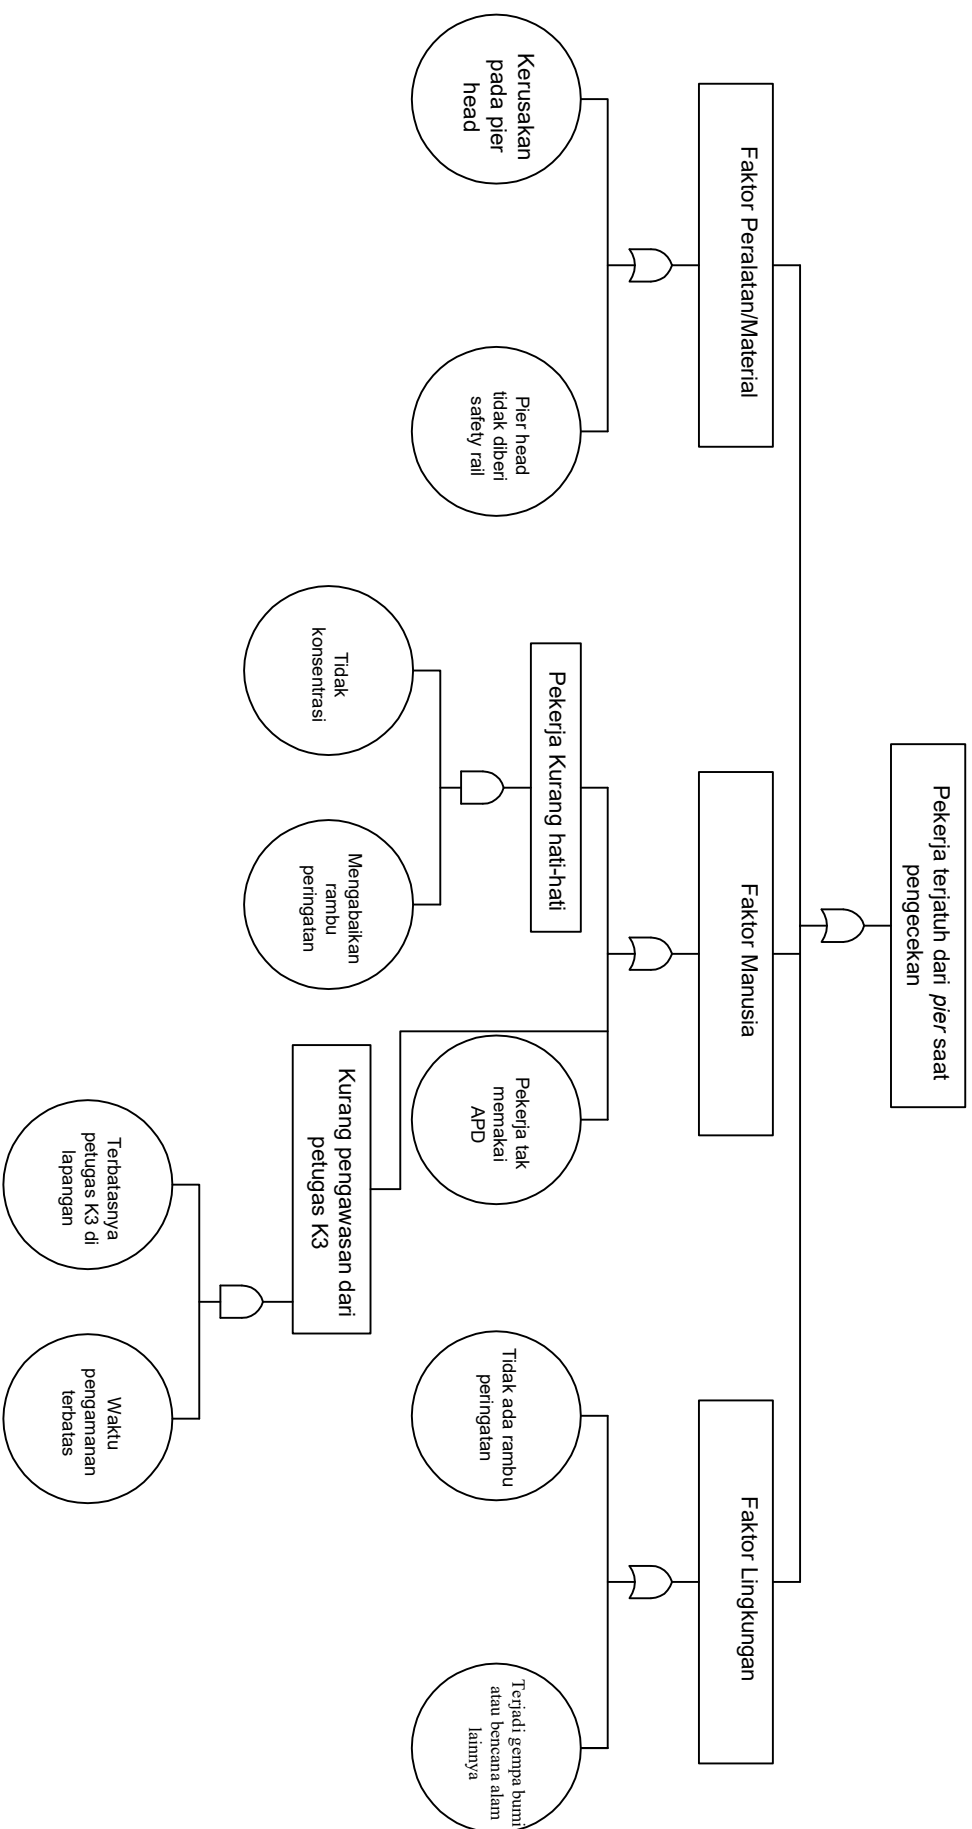 Pekerja terjatuh dari pier saat
pengecekan
Faktor Peralatan/Material
Faktor Manusia
Faktor Lingkungan
Kerusakan
pada pier
head
Pier head
tidak diberi
safety rail
Pekerja Kurang hati-hati
Tidak
konsentrasi
Mengabaikan
rambu
peringatan
Pekerja tak
memakai
APD
Kurang pengawasan dari
petugas K3
Terbatasnya
petugas K3 di
lapangan
Waktu
pengamanan
terbatas
Tidak ada rambu
peringatan
Terjadi gempa bumi
atau bencana alam
lainnya